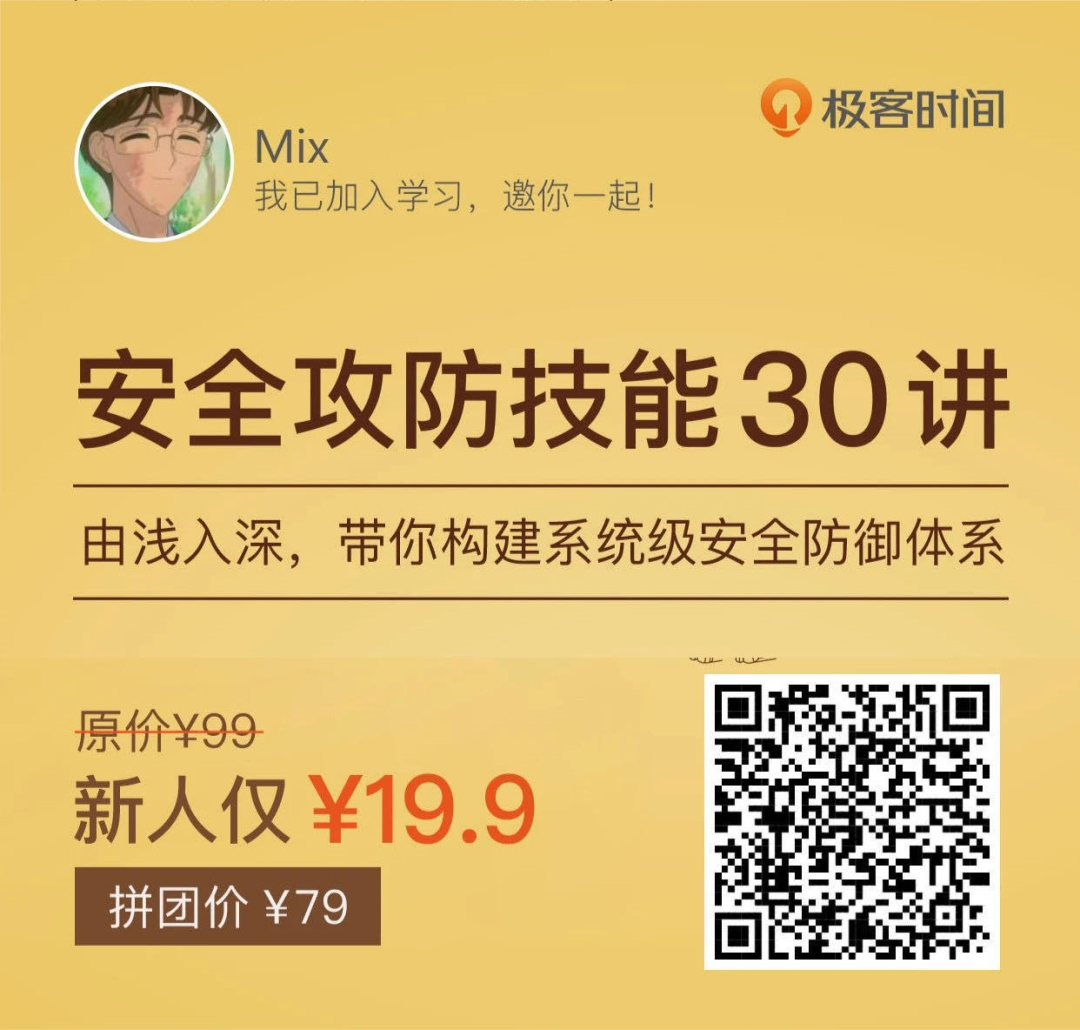 极客时间
Mix
我已加入学习，邀你一起！
安全攻防技能30讲
由浅入深，带你构建系统级安全防御体系
原价¥99
新人仅 ¥19.9
拼团价 ¥79